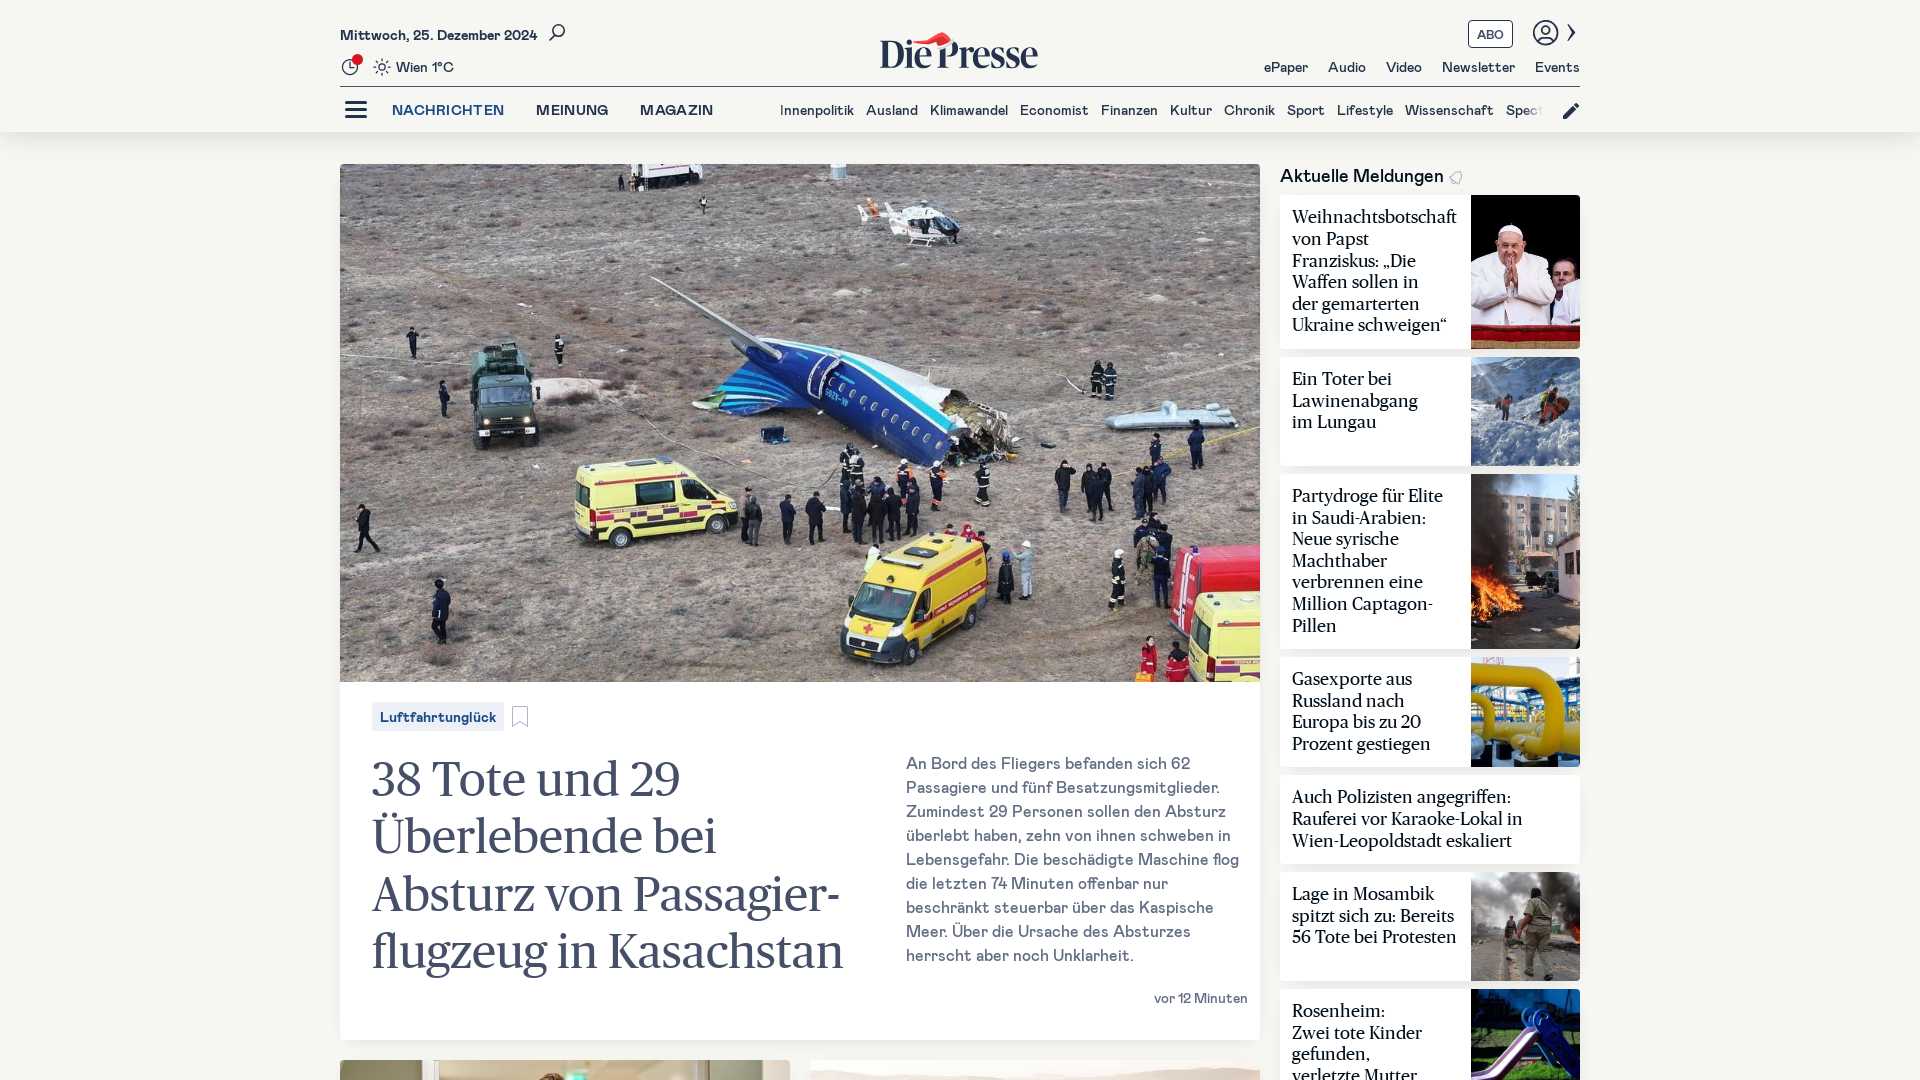 Mittwoch, 25. Dezember 2024
Wien 1°C
Die Presse
ABO
ePaper Audio Video Newsletter Events
NACHRICHTEN MEINUNG MAGAZIN
Innenpolitik Ausland Klimawandel Economist Finanzen Kultur Chronik Sport Lifestyle Wissenschaft Spect
Luftfahrtunglück
38 Tote und 29
Überlebende bei
Absturz von Passagier-
flugzeug in Kasachstan
An Bord des Fliegers befanden sich 62
Passagiere und fünf Besatzungsmitglieder.
Zumindest 29 Personen sollen den Absturz
überlebt haben, zehn von ihnen schweben in
Lebensgefahr. Die beschädigte Maschine flog
die letzten 74 Minuten offenbar nur
beschränkt steuerbar über das Kaspische
Meer. Über die Ursache des Absturzes
herrscht aber noch Unklarheit.
vor 12 Minuten
Aktuelle Meldungen
Weihnachtsbotschaft
von Papst
Franziskus: „Die
Waffen sollen in
der gemarterten
Ukraine schweigen“
Ein Toter bei
Lawinenabgang
im Lungau
Partydroge für Elite
in Saudi-Arabien:
Neue syrische
Machthaber
verbrennen eine
Million Captagon-
Pillen
Gasexporte aus
Russland nach
Europa bis zu 20
Prozent gestiegen
Auch Polizisten angegriffen:
Rauferei vor Karaoke-Lokal in
Wien-Leopoldstadt eskaliert
Lage in Mosambik
spitzt sich zu: Bereits
56 Tote bei Protesten
Rosenheim:
Zwei tote Kinder
gefunden,
verletzte Mutter